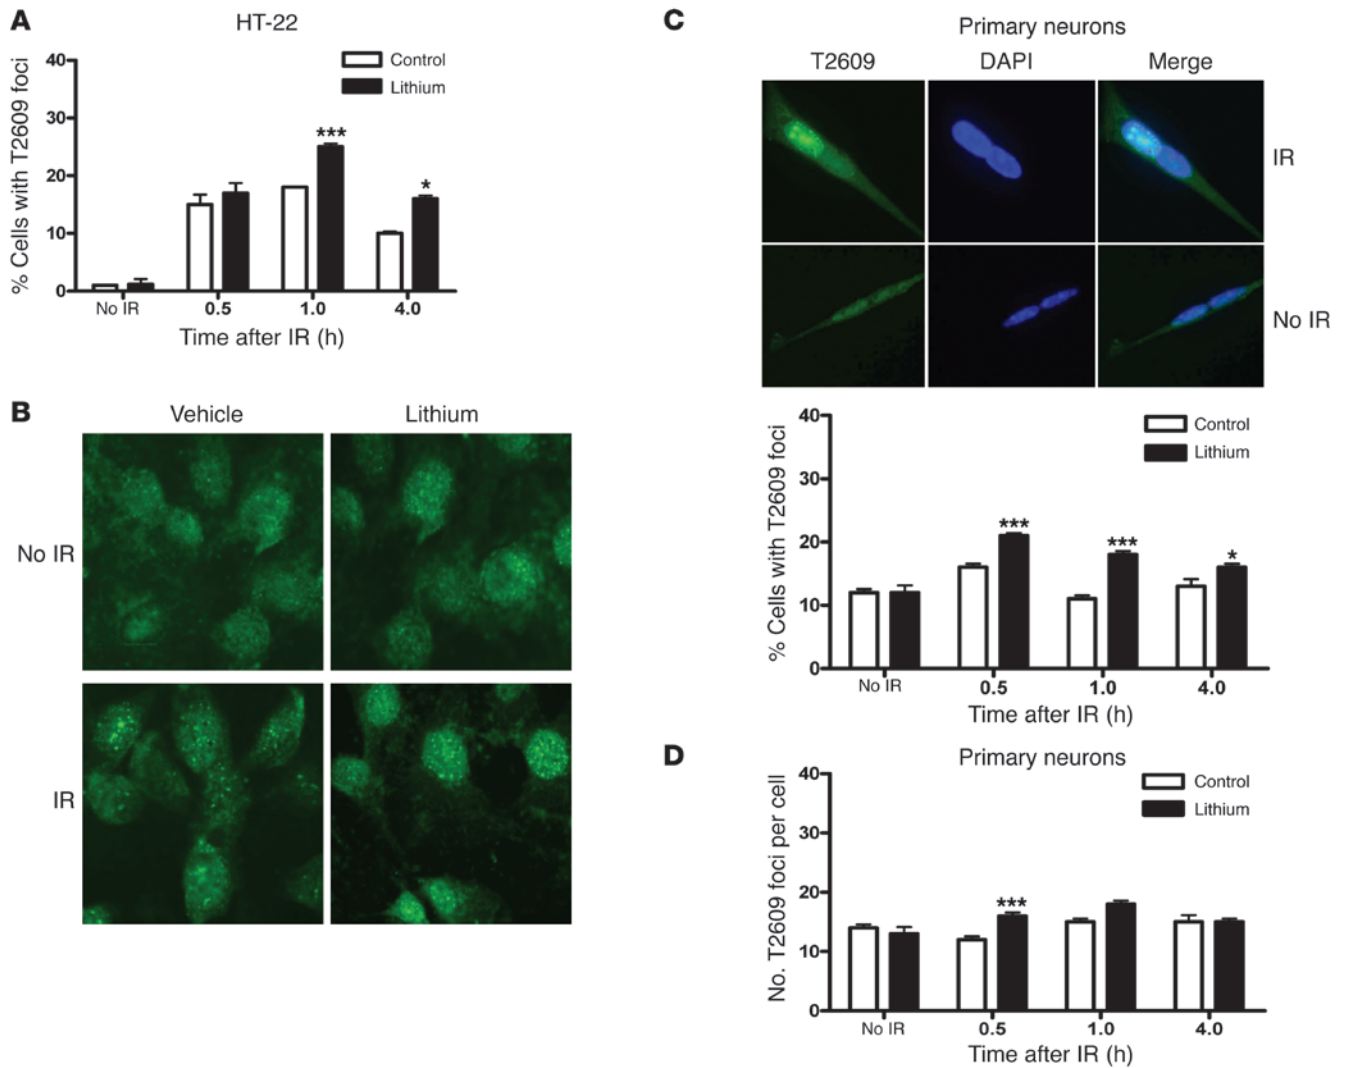 A
HT-22
Control
Lithium
% Cells with T2609 foci
40
30
20
10
0
***
*
No IR 0.5 1.0 4.0
Time after IR (h)
B
Vehicle Lithium
No IR
IR
C
Primary neurons
T2609 DAPI Merge
IR
No IR
Control
Lithium
% Cells with T2609 foci
40
30
20
10
0
***
***
*
No IR 0.5 1.0 4.0
Time after IR (h)
D
Primary neurons
Control
Lithium
No. T2609 foci per cell
40
30
20
10
0
***
No IR 0.5 1.0 4.0
Time after IR (h)